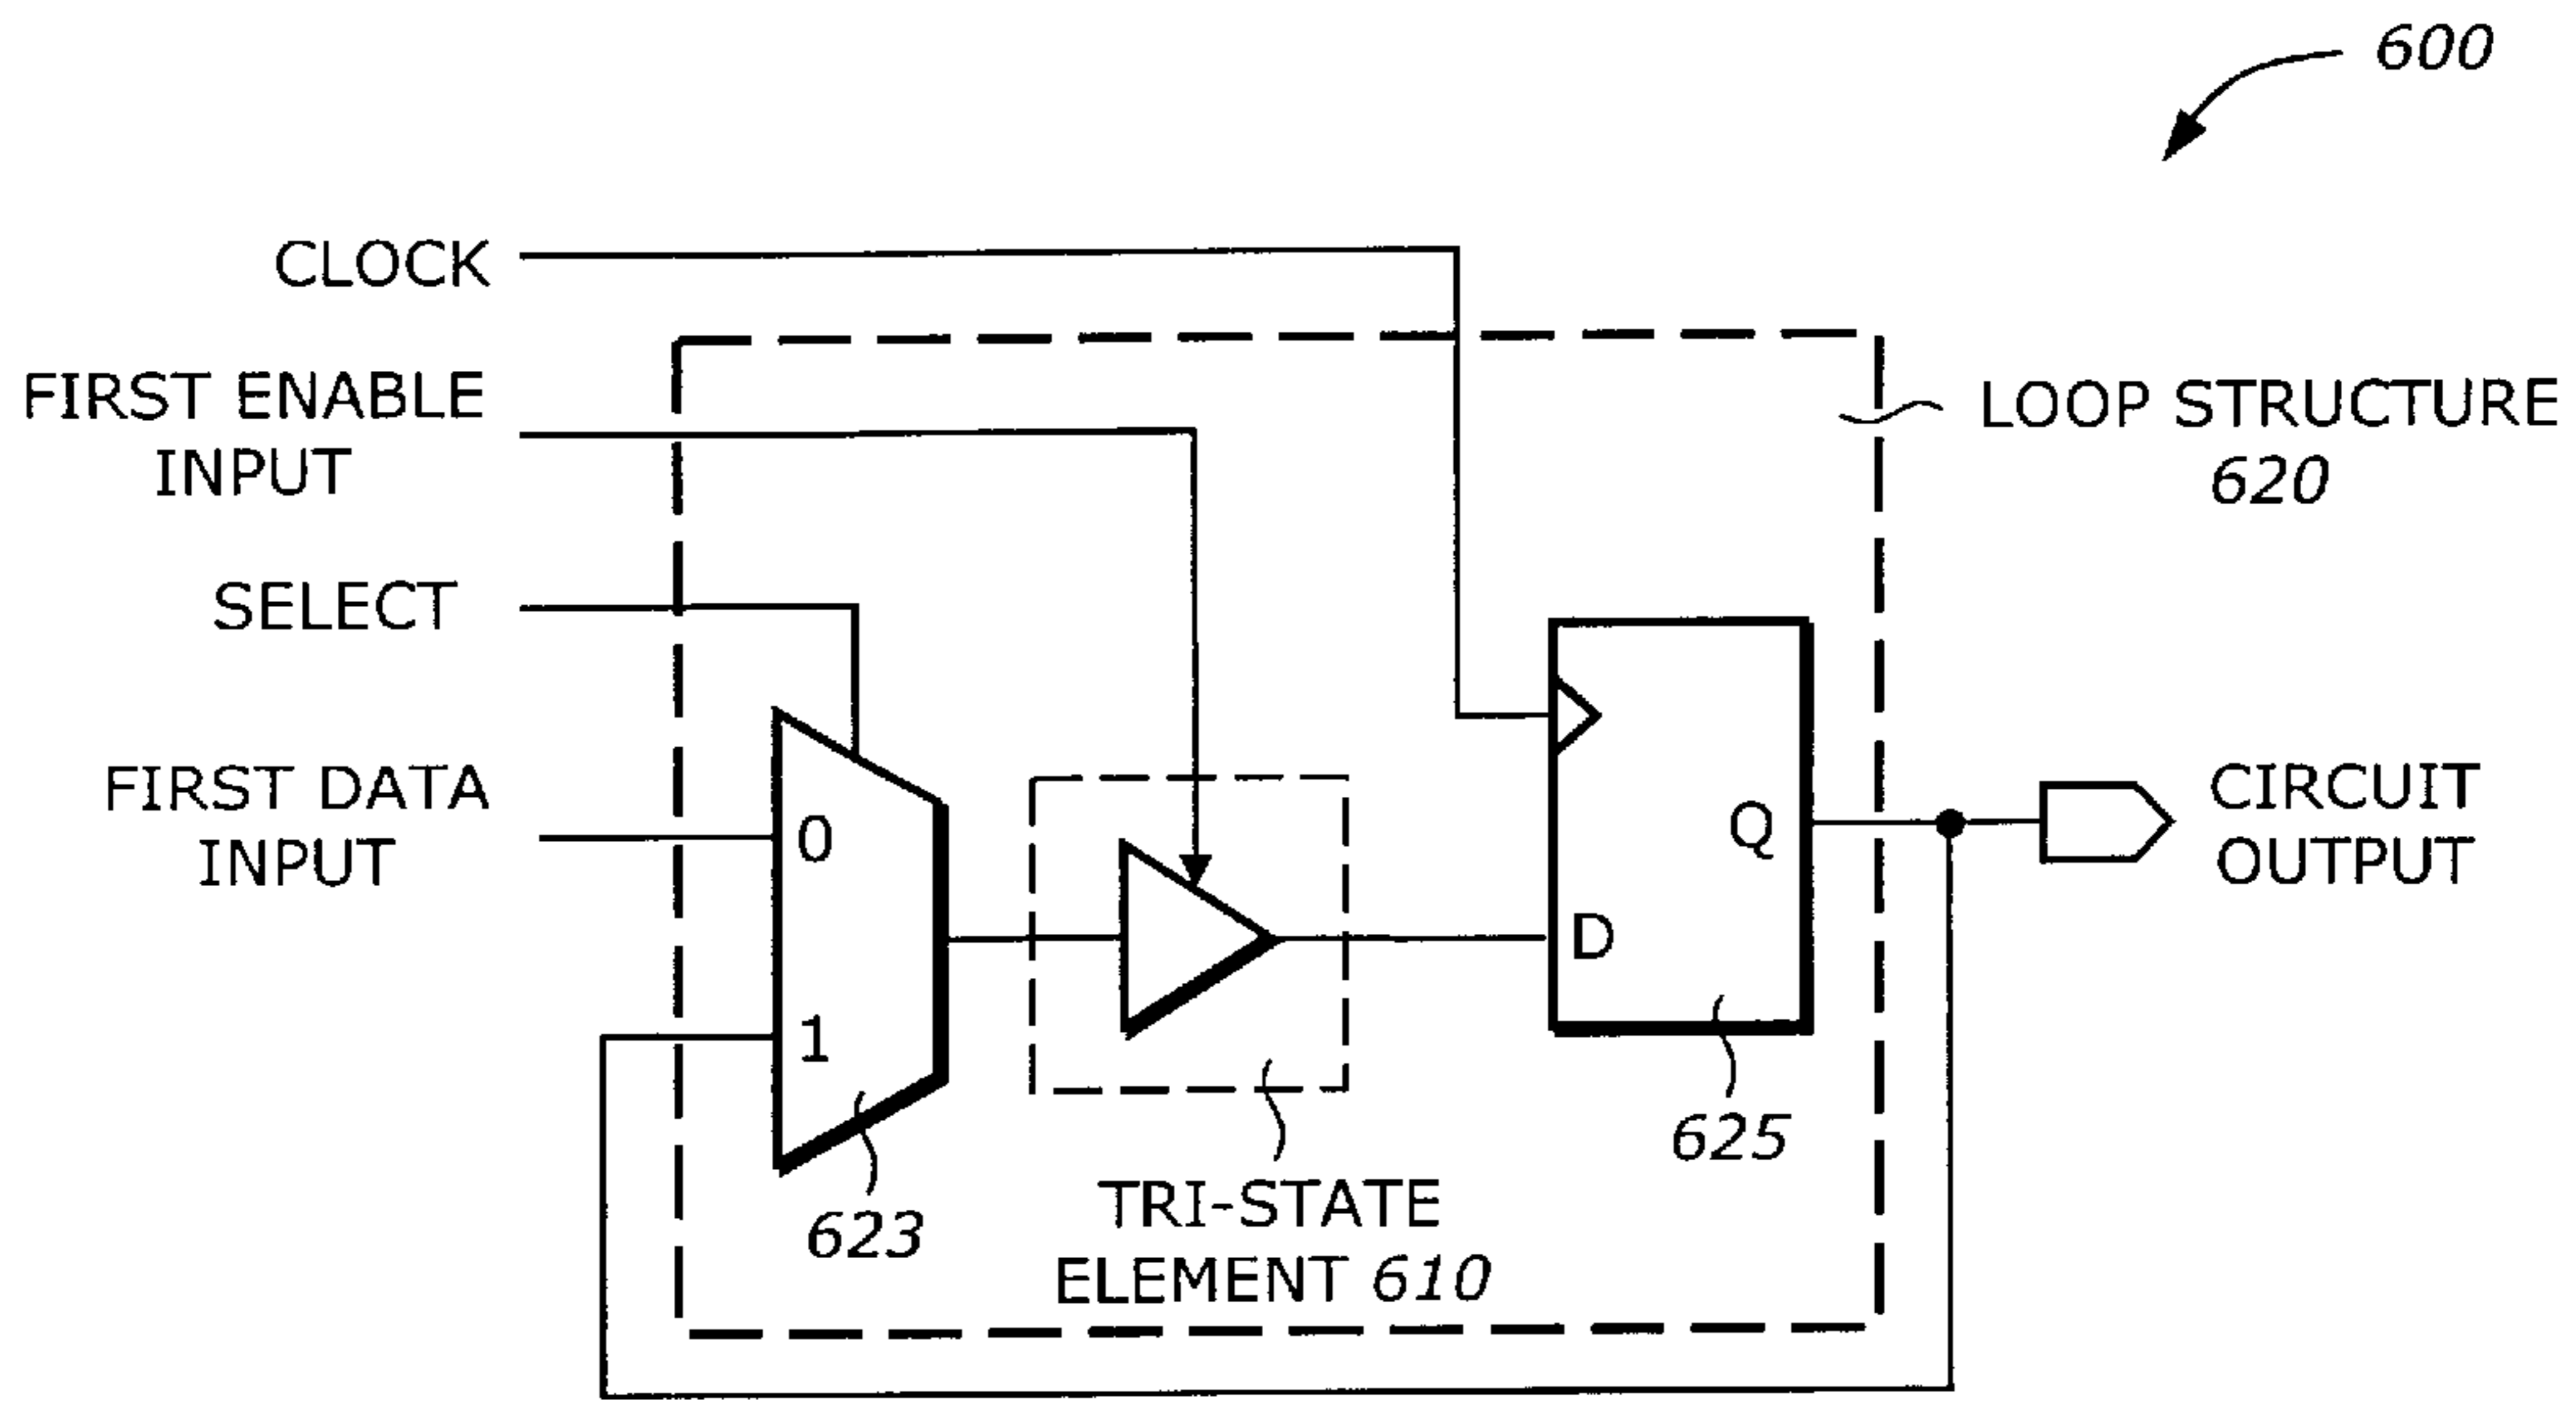 600
CLOCK
FIRST ENABLE
INPUT
LOOP STRUCTURE
620
SELECT
FIRST DATA
INPUT
0
1
Q
D
CIRCUIT
OUTPUT
625
623
TRI-STATE
ELEMENT 610